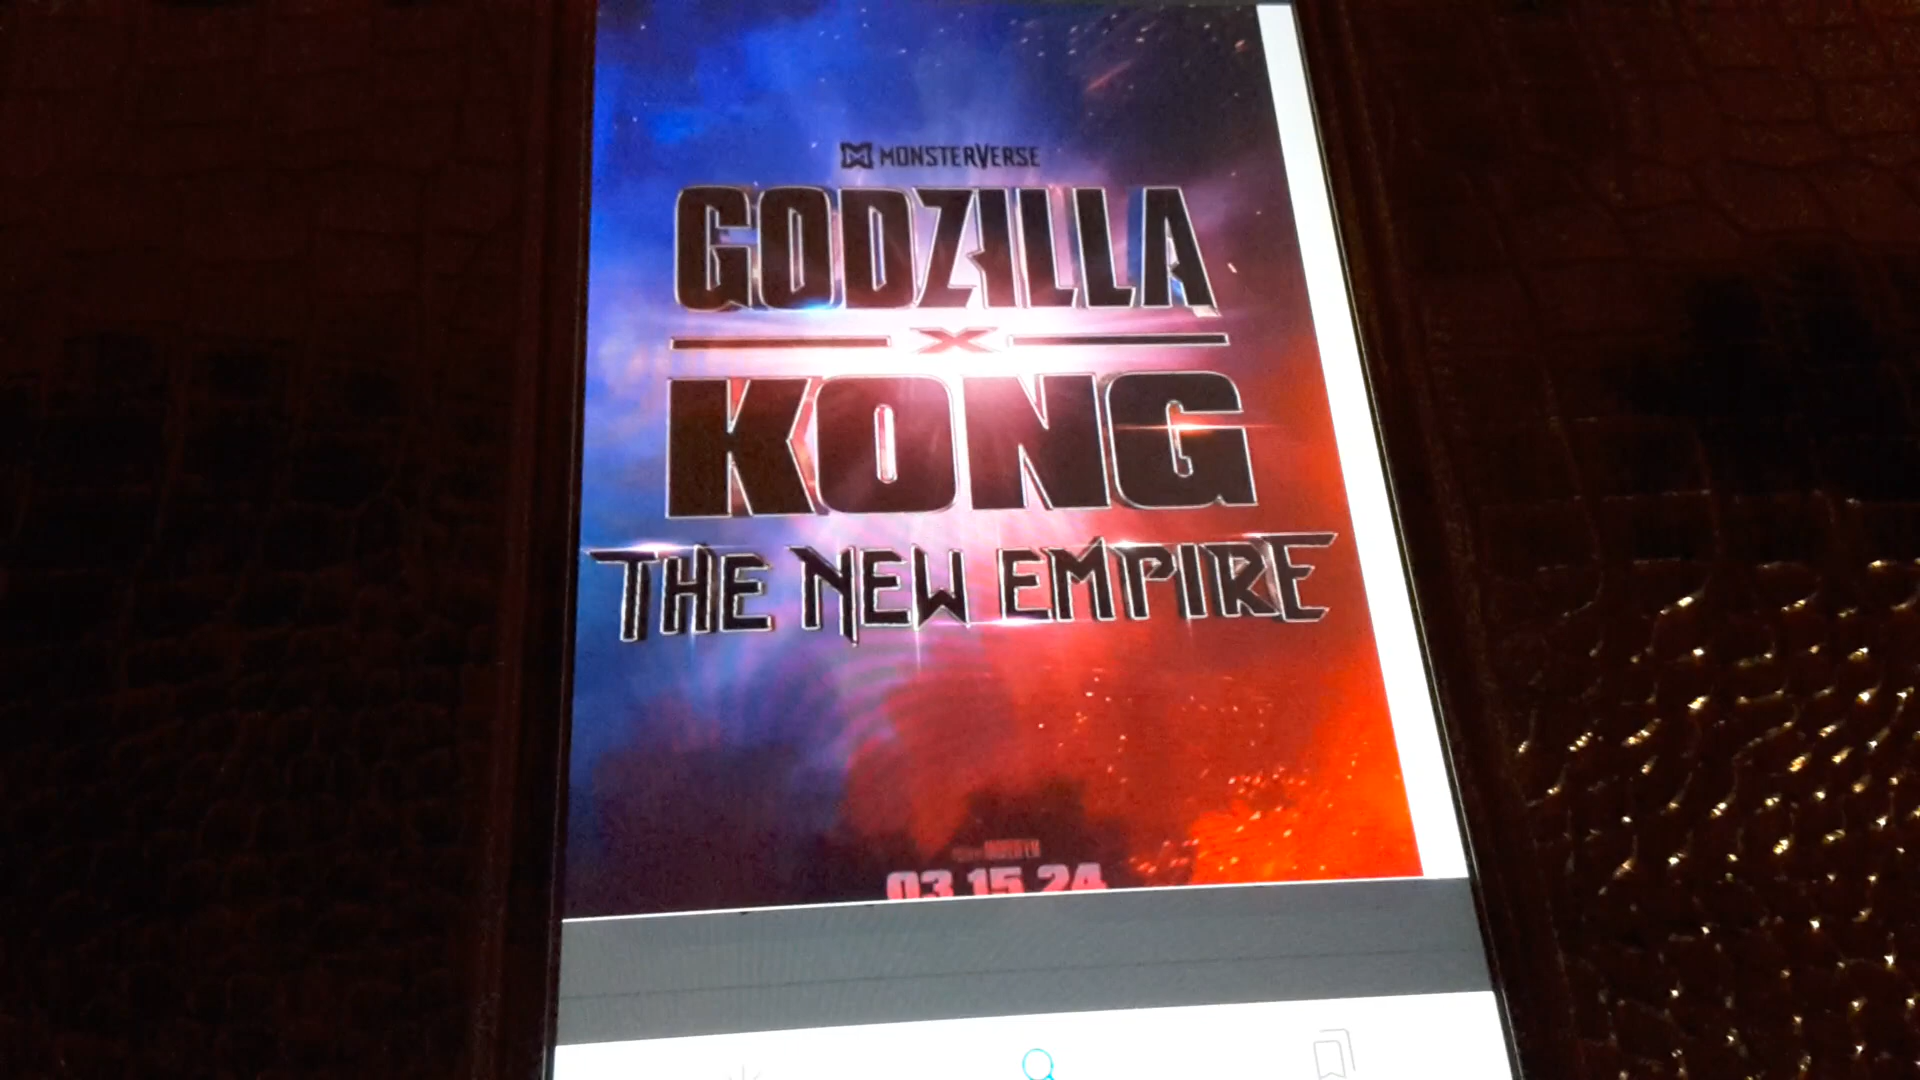 MONSTERVERSE
GODZILLA
X
KONG
THE NEW EMPIRE
03.15.24